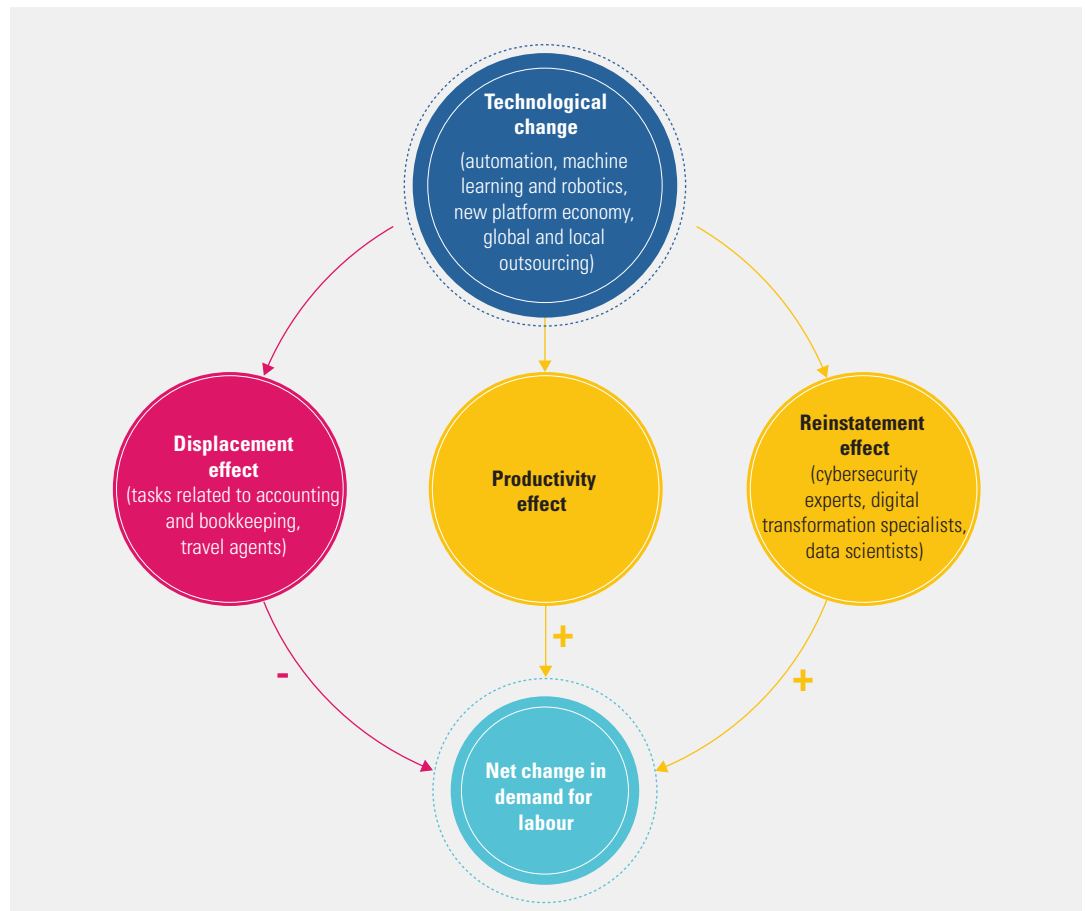 Technological
change
(automation, machine
learning and robotics,
new platform economy,
global and local
outsourcing)
Displacement
effect
(tasks related to accounting
and bookkeeping,
travel agents)
Productivity
effect
Reinstatement
effect
(cybersecurity
experts, digital
transformation specialists,
data scientists)
-
+
+
Net change in
demand for
labour